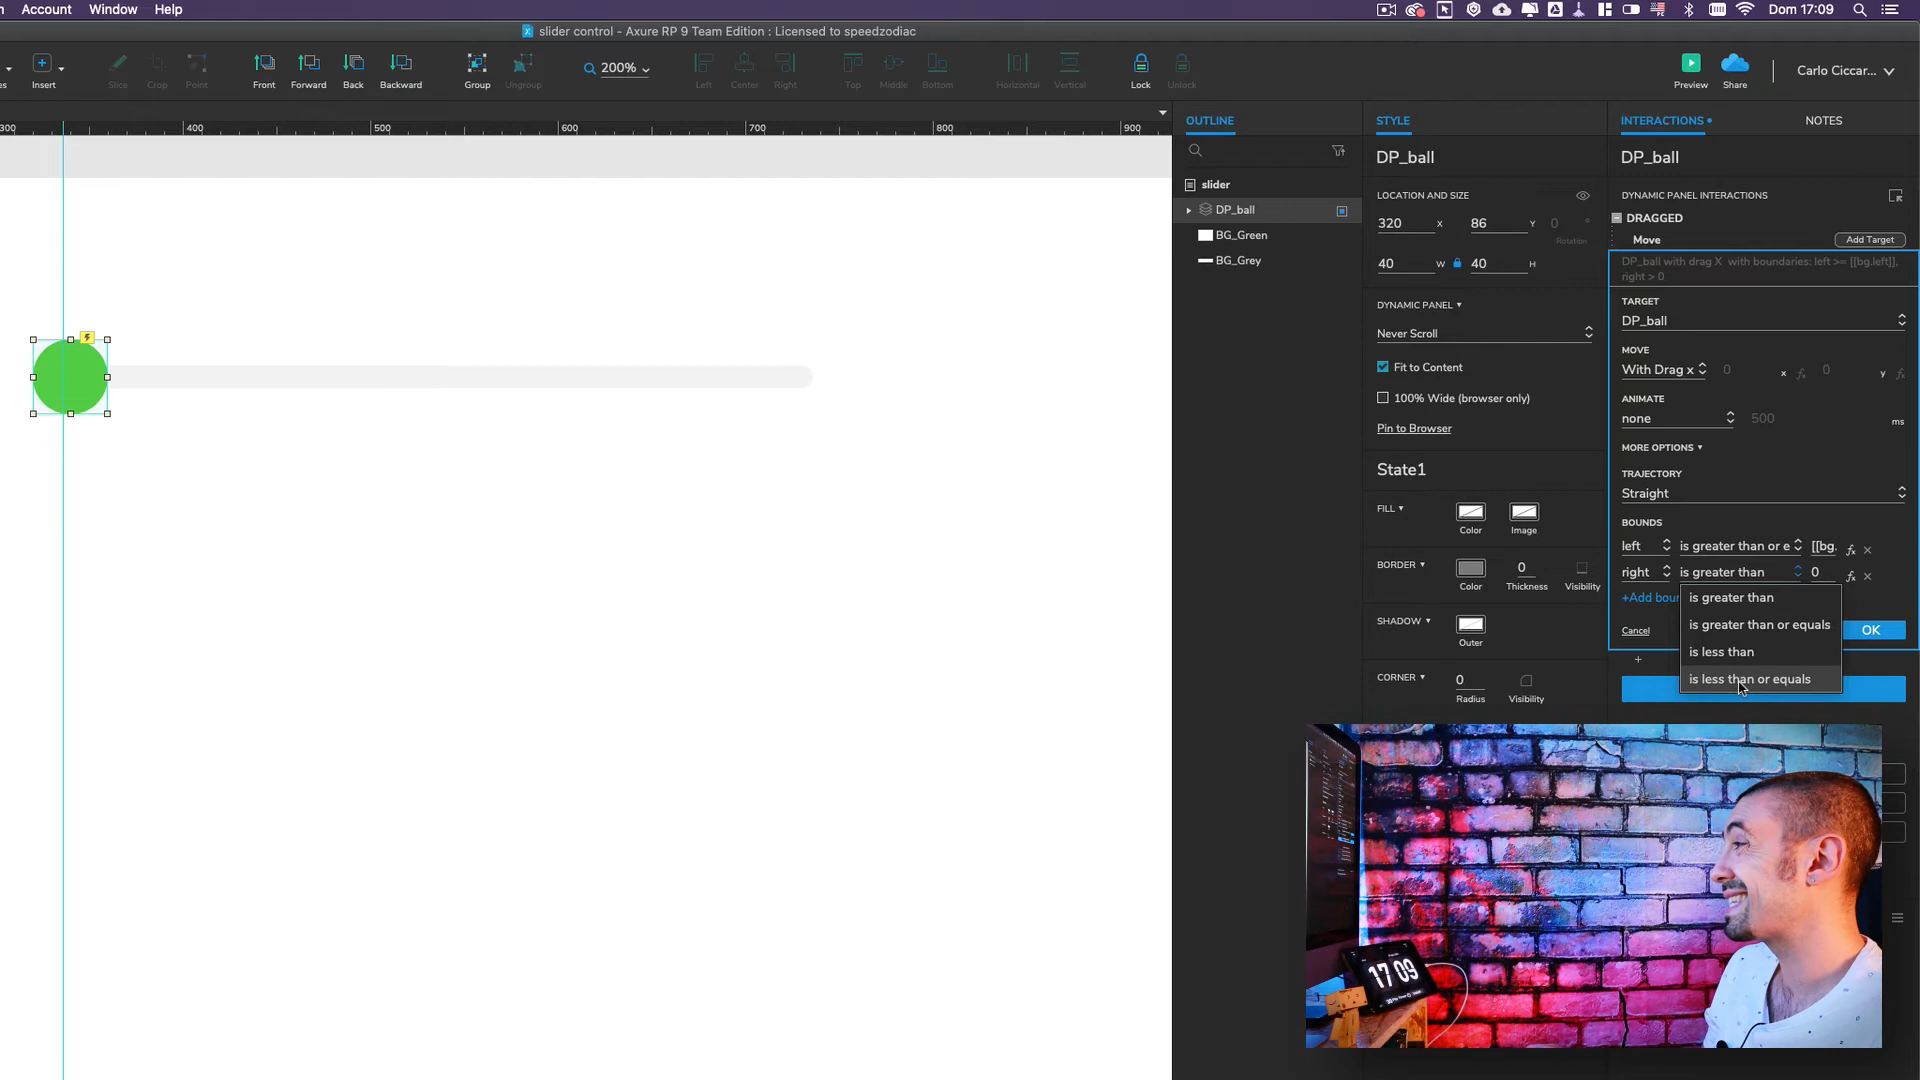 Account Window Help Dom 17:09
slider control - Axure RP 9 Team Edition : Licensed to speedzodiac
Insert Slice Crop Point Front Forward Back Backward Group Ungroup 200% Left Center Right Top Middle Bottom Horizontal Vertical Lock Unlock Preview Share Carlo Ciccar...
300 400 500 600 700 800 900
OUTLINE
slider
DP_ball
BG_Green
BG_Grey
STYLE
DP_ball
LOCATION AND SIZE
320 X 86 Y 0 °
Rotation
40 W 40 H
DYNAMIC PANEL
Never Scroll
Fit to Content
100% Wide (browser only)
Pin to Browser
State1
FILL
Color Image
BORDER 0
Color Thickness Visibility
SHADOW
Outer
CORNER 0
Radius Visibility
INTERACTIONS NOTES
DP_ball
DYNAMIC PANEL INTERACTIONS
DRAGGED
Move Add Target
DP_ball with drag X with boundaries: left >= [[bg.left]],
right > 0
TARGET
DP_ball
MOVE
With Drag x 0 x fx 0 y fx
ANIMATE
none 500 ms
MORE OPTIONS
TRAJECTORY
Straight
BOUNDS
left is greater than or e [[bg. fx
right is greater than 0 fx
+Add boun
is greater than
is greater than or equals
is less than
is less than or equals
Cancel OK
17 09